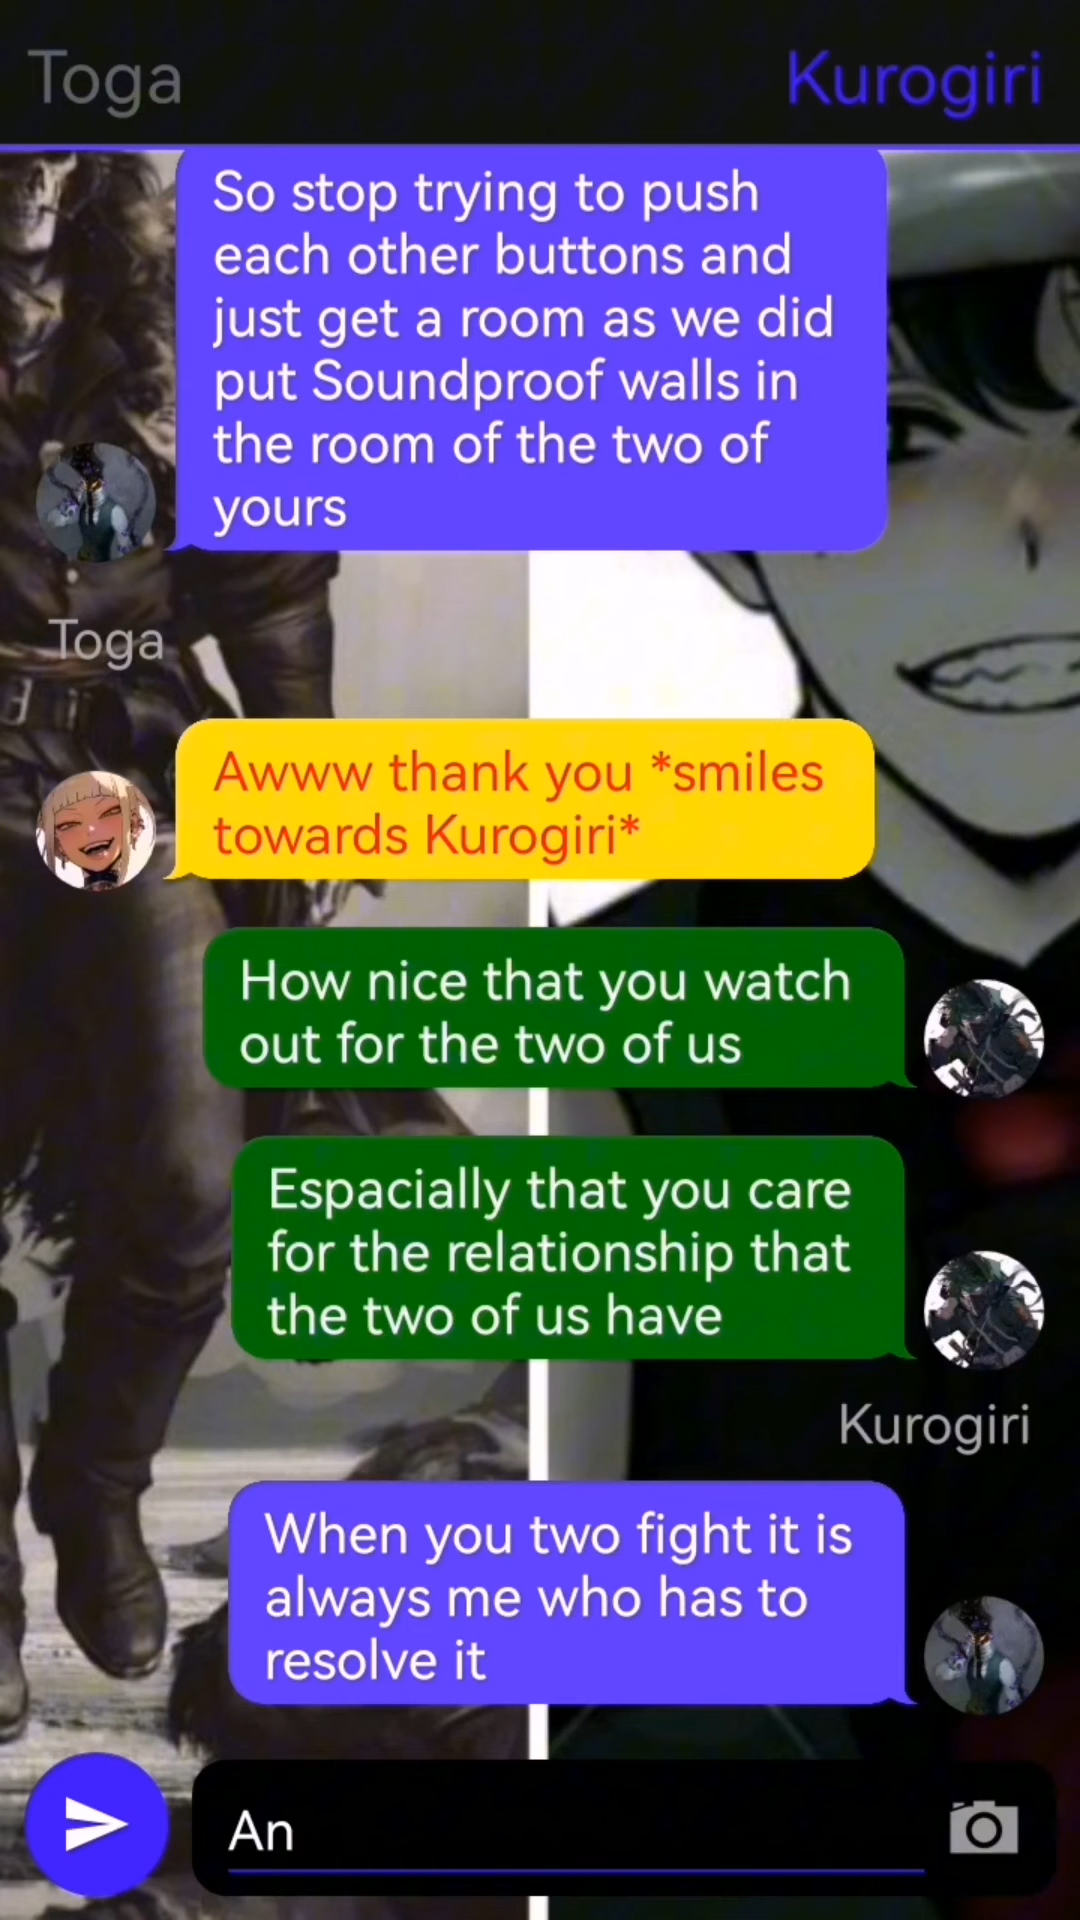 Toga
Kurogiri
So stop trying to push
each other buttons and
just get a room as we did
put Soundproof walls in
the room of the two of
yours
Toga
Awww thank you *smiles
towards Kurogiri*
How nice that you watch
out for the two of us
Espacially that you care
for the relationship that
the two of us have
Kurogiri
When you two fight it is
always me who has to
resolve it
An